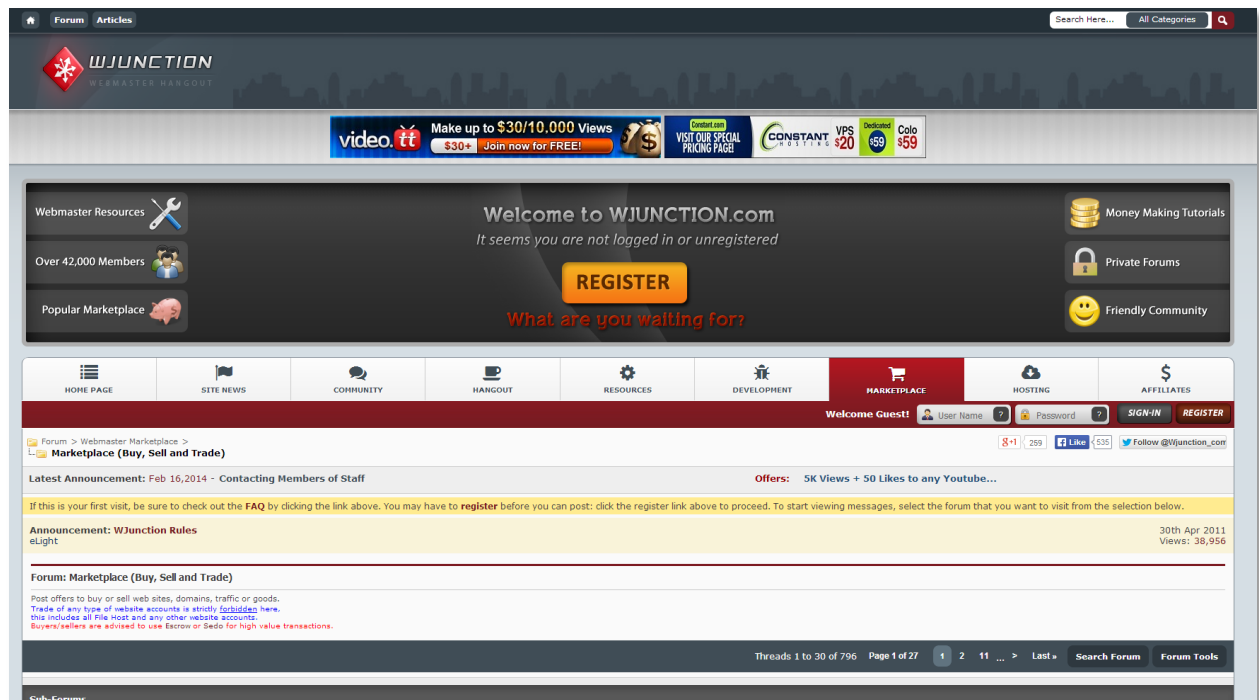 Forum Articles
Search Here... All Categories
WJUNCTION
WEBMASTER HANGOUT
video.tt Make up to $30/10,000 Views
$30+ Join now for FREE!
Constant.com
VISIT OUR SPECIAL
PRICING PAGE!
CONSTANT
HOSTING
VPS
$20
Dedicated
$59
Colo
$59
Webmaster Resources
Over 42,000 Members
Popular Marketplace
Welcome to WJUNCTION.com
It seems you are not logged in or unregistered
REGISTER
What are you waiting for?
Money Making Tutorials
Private Forums
Friendly Community
HOME PAGE SITE NEWS COMMUNITY HANGOUT RESOURCES DEVELOPMENT MARKETPLACE HOSTING AFFILIATES
Welcome Guest! User Name ? Password ? SIGN-IN REGISTER
Forum > Webmaster Marketplace >
Marketplace (Buy, Sell and Trade)
g+1 259 Like 535 Follow @Wjunction_com
Latest Announcement: Feb 16,2014 - Contacting Members of Staff
Offers: 5K Views + 50 Likes to any Youtube...
If this is your first visit, be sure to check out the FAQ by clicking the link above. You may have to register before you can post: click the register link above to proceed. To start viewing messages, select the forum that you want to visit from the selection below.
Announcement: WJunction Rules
eLight
30th Apr 2011
Views: 38,956
Forum: Marketplace (Buy, Sell and Trade)
Post offers to buy or sell web sites, domains, traffic or goods.
Trade of any type of website accounts is strictly forbidden here,
this includes all File Host and any other website accounts.
Buyers/sellers are advised to use Escrow or Sedo for high value transactions.
Threads 1 to 30 of 796 Page 1 of 27 1 2 11 ... > Last » Search Forum Forum Tools
Sub-Forums